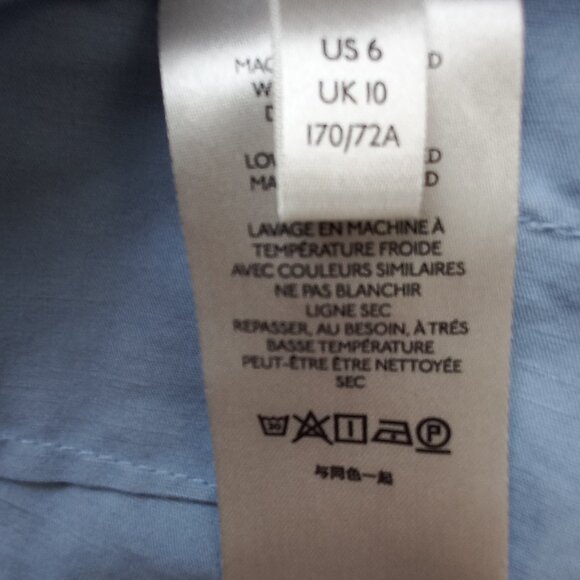 US 6
UK 10
170/72A
LAVAGE EN MACHINE À
TEMPÉRATURE FROIDE
AVEC COULEURS SIMILAIRES
NE PAS BLANCHIR
LIGNE SEC
REPASSER, AU BESOIN, À TRÉS
BASSE TEMPÉRATURE
PEUT-ÊTRE ÊTRE NETTOYÉE
SEC
30
P
与同色一起